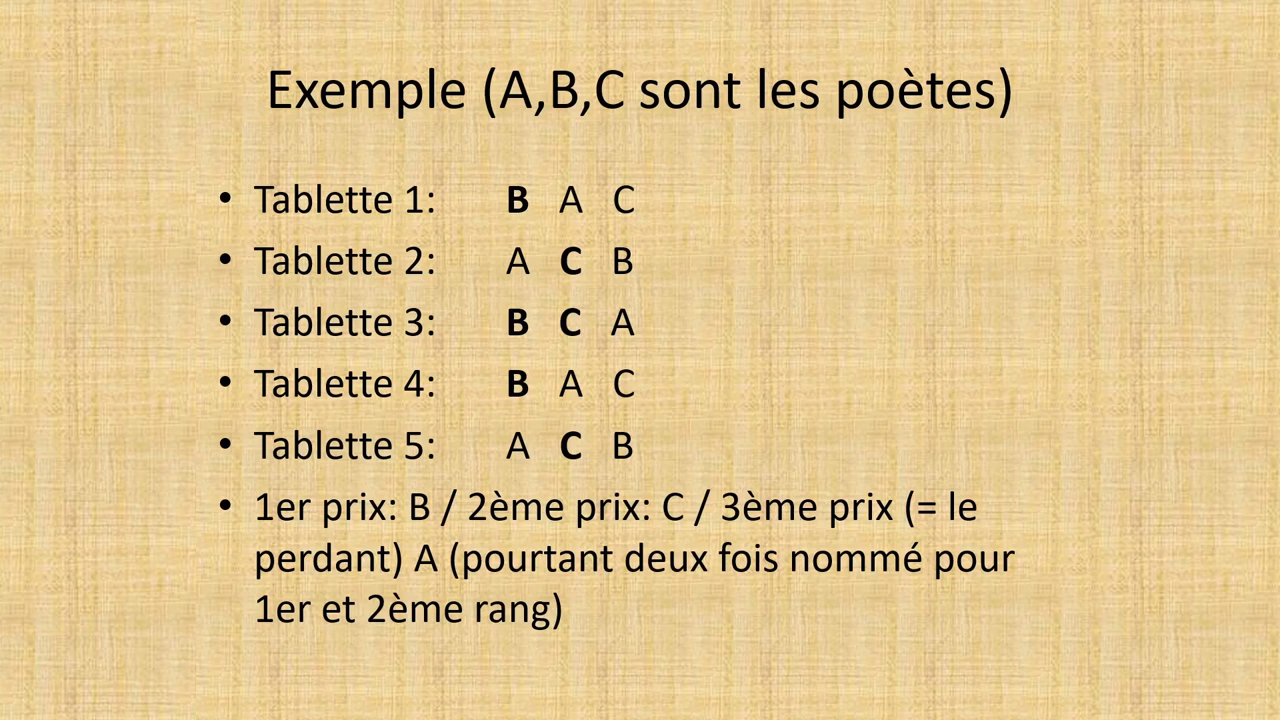 Exemple (A,B,C sont les poètes)
• Tablette 1: B A C
• Tablette 2: A C B
• Tablette 3: B C A
• Tablette 4: B A C
• Tablette 5: A C B
• 1er prix: B / 2ème prix: C / 3ème prix (= le
perdant) A (pourtant deux fois nommé pour
1er et 2ème rang)